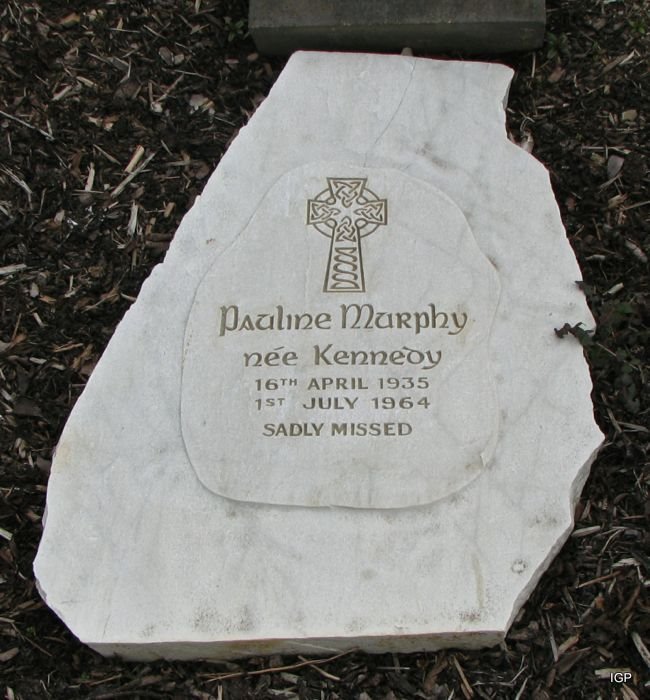 Pauline Murphy
née Kennedy
16TH APRIL 1935
1ST JULY 1964
SADLY MISSED
IGP